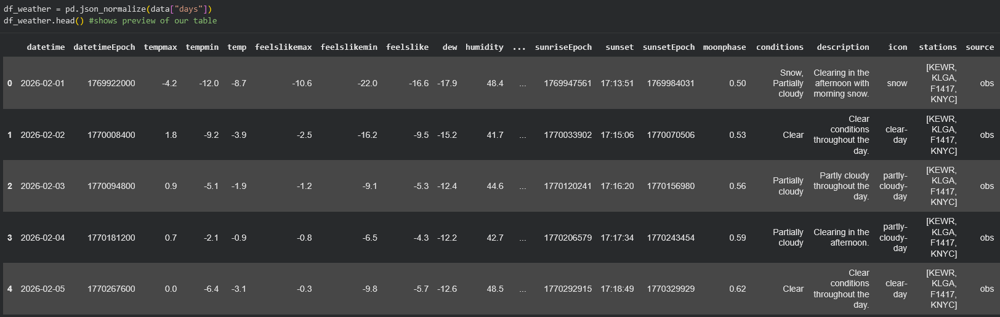 df_weather = pd.json_normalize(data["days"])
df_weather.head() #shows preview of our table
datetime datetimeEpoch tempmax tempmin temp feelslikemax feelslikemin feelslike dew humidity ... sunriseEpoch sunset sunsetEpoch moonphase conditions description icon stations source
0 2026-02-01 1769922000 -4.2 -12.0 -8.7 -10.6 -22.0 -16.6 -17.9 48.4 ... 1769947561 17:13:51 1769984031 0.50 Snow, Partially cloudy Clearing in the afternoon with morning snow. snow [KEWR, KLGA, F1417, KNYC] obs
1 2026-02-02 1770008400 1.8 -9.2 -3.9 -2.5 -16.2 -9.5 -15.2 41.7 ... 1770033902 17:15:06 1770070506 0.53 Clear Clear conditions throughout the day. clear-day [KEWR, KLGA, F1417, KNYC] obs
2 2026-02-03 1770094800 0.9 -5.1 -1.9 -1.2 -9.1 -5.3 -12.4 44.6 ... 1770120241 17:16:20 1770156980 0.56 Partially cloudy Partly cloudy throughout the day. partly-cloudy-day [KEWR, KLGA, F1417, KNYC] obs
3 2026-02-04 1770181200 0.7 -2.1 -0.9 -0.8 -6.5 -4.3 -12.2 42.7 ... 1770206579 17:17:34 1770243454 0.59 Partially cloudy Clearing in the afternoon. partly-cloudy-day [KEWR, KLGA, F1417, KNYC] obs
4 2026-02-05 1770267600 0.0 -6.4 -3.1 -0.3 -9.8 -5.7 -12.6 48.5 ... 1770292915 17:18:49 1770329929 0.62 Clear Clear conditions throughout the day. clear-day [KEWR, KLGA, F1417, KNYC] obs